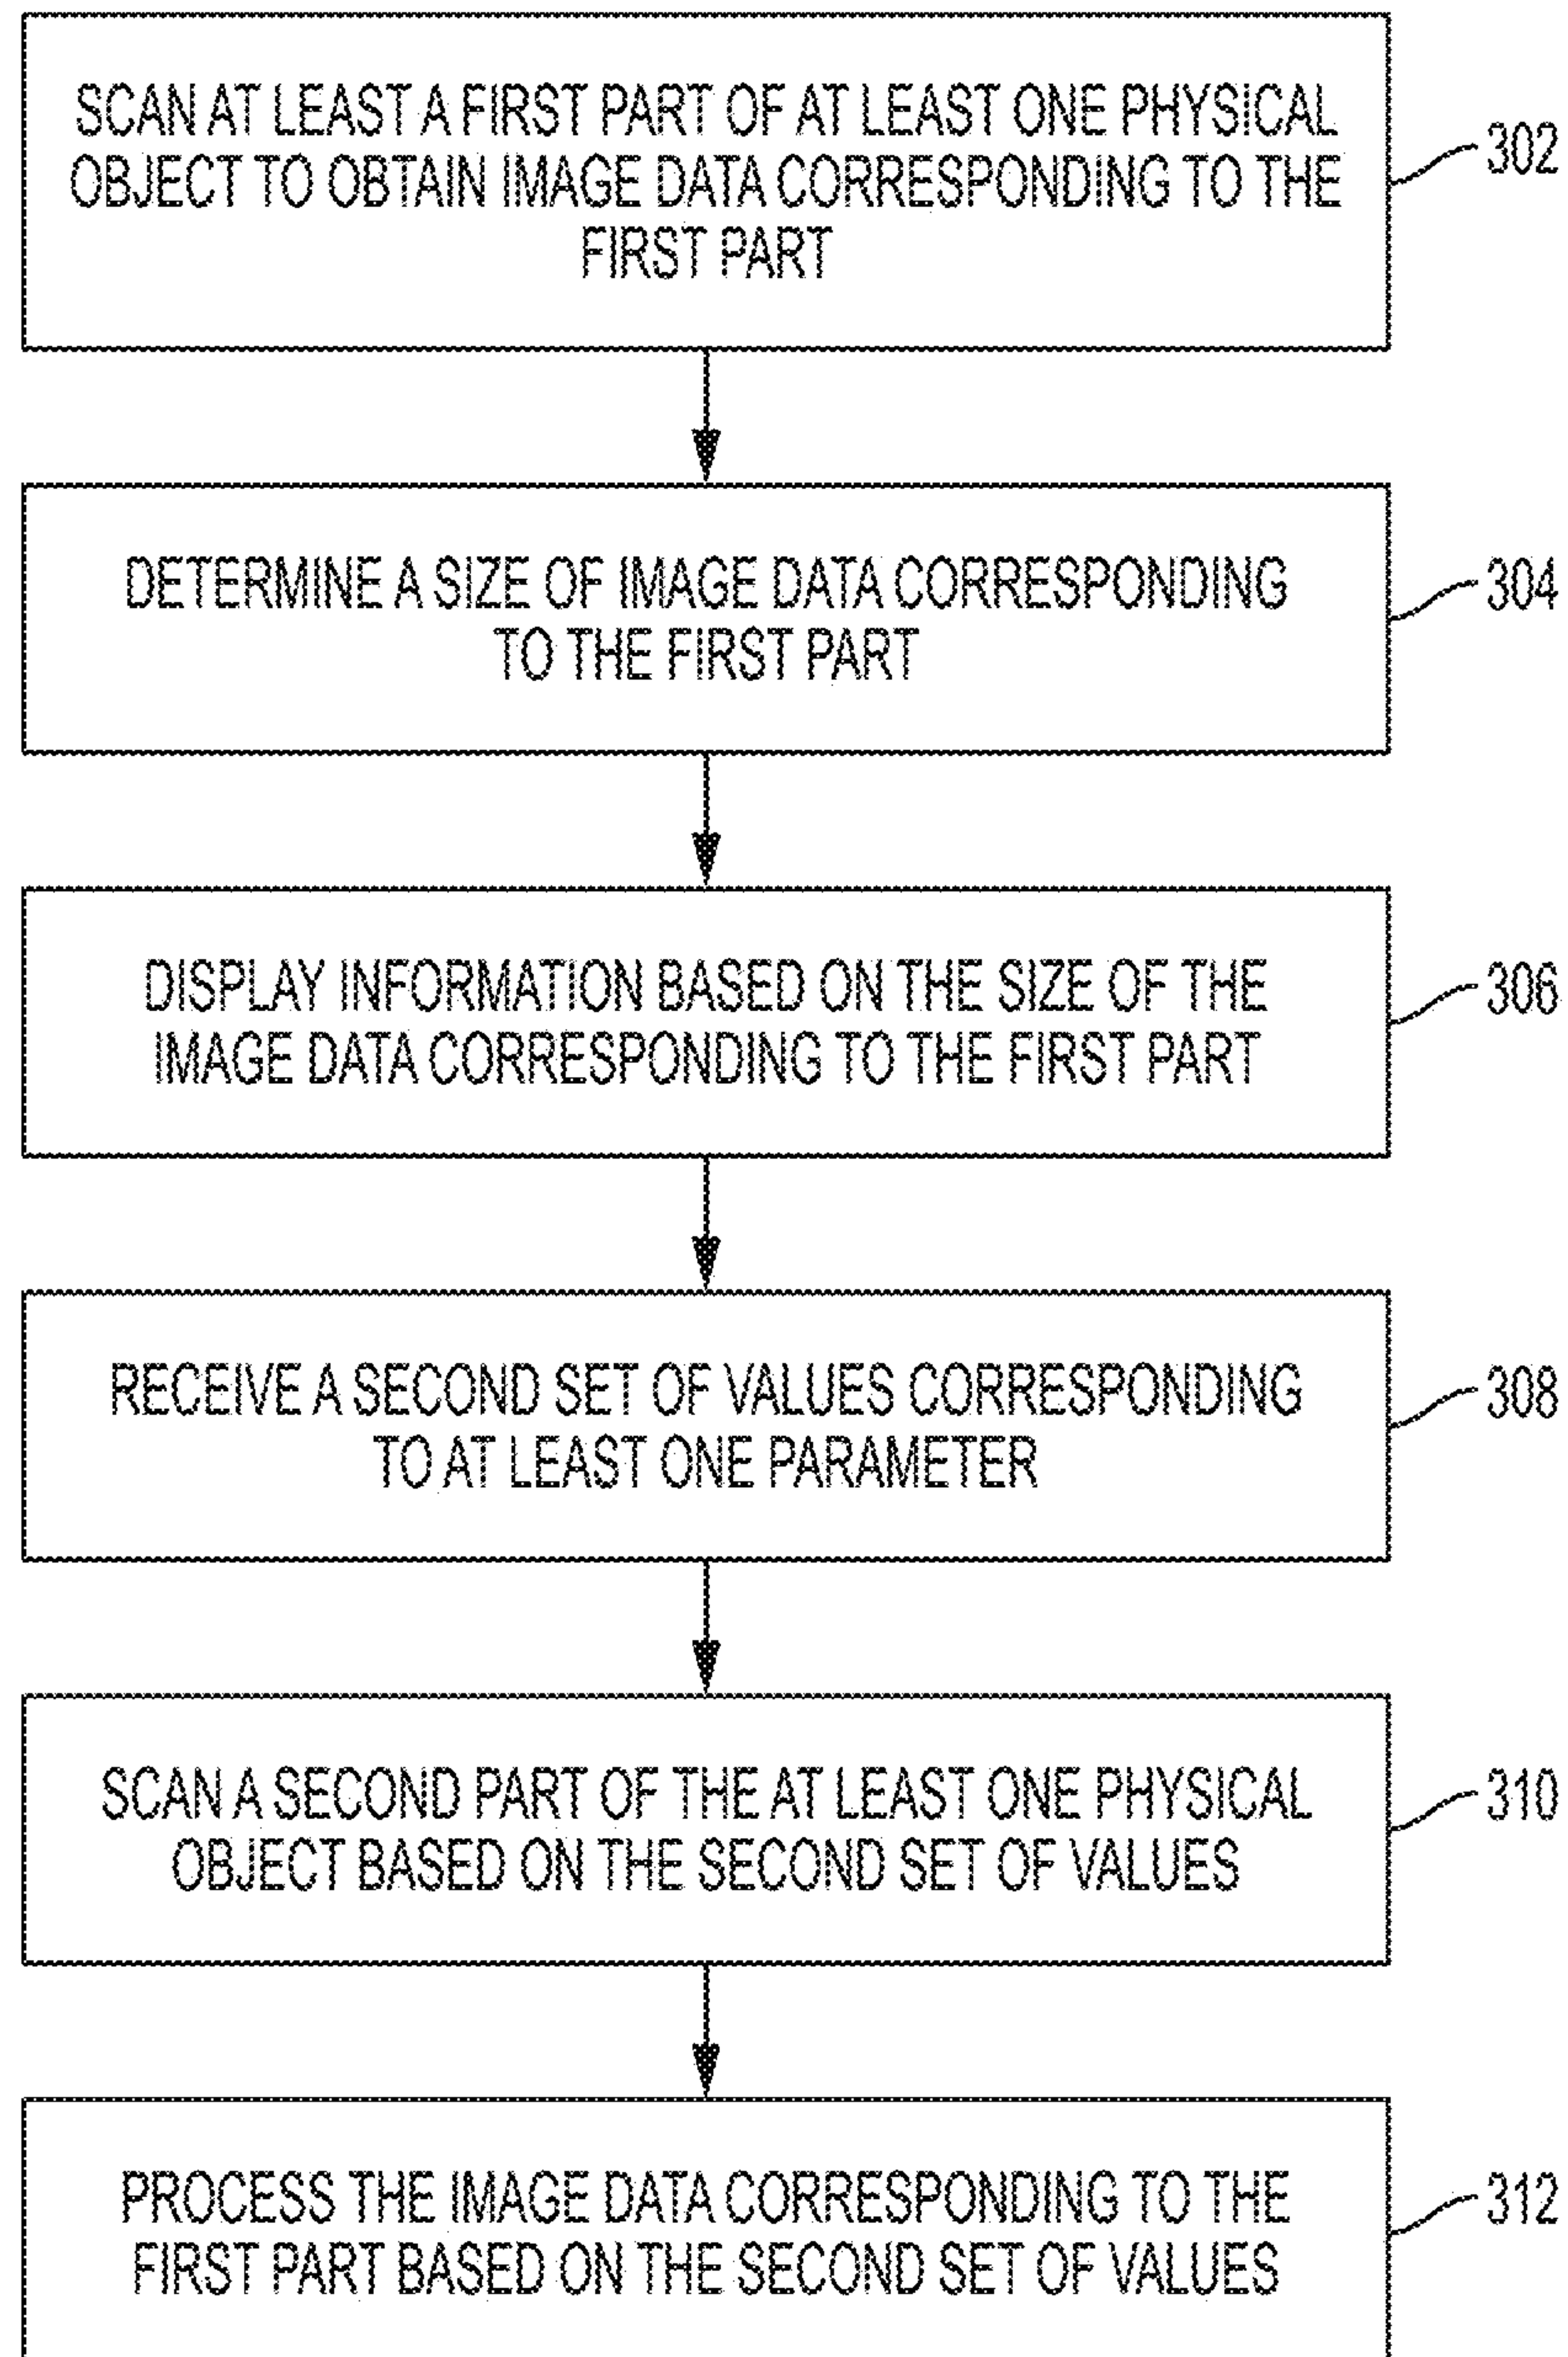 SCAN AT LEAST A FIRST PART OF AT LEAST ONE PHYSICAL
OBJECT TO OBTAIN IMAGE DATA CORRESPONDING TO THE
FIRST PART
302
DETERMINE A SIZE OF IMAGE DATA CORRESPONDING
TO THE FIRST PART
304
DISPLAY INFORMATION BASED ON THE SIZE OF THE
IMAGE DATA CORRESPONDING TO THE FIRST PART
306
RECEIVE A SECOND SET OF VALUES CORRESPONDING
TO AT LEAST ONE PARAMETER
308
SCAN A SECOND PART OF THE AT LEAST ONE PHYSICAL
OBJECT BASED ON THE SECOND SET OF VALUES
310
PROCESS THE IMAGE DATA CORRESPONDING TO THE
FIRST PART BASED ON THE SECOND SET OF VALUES
312